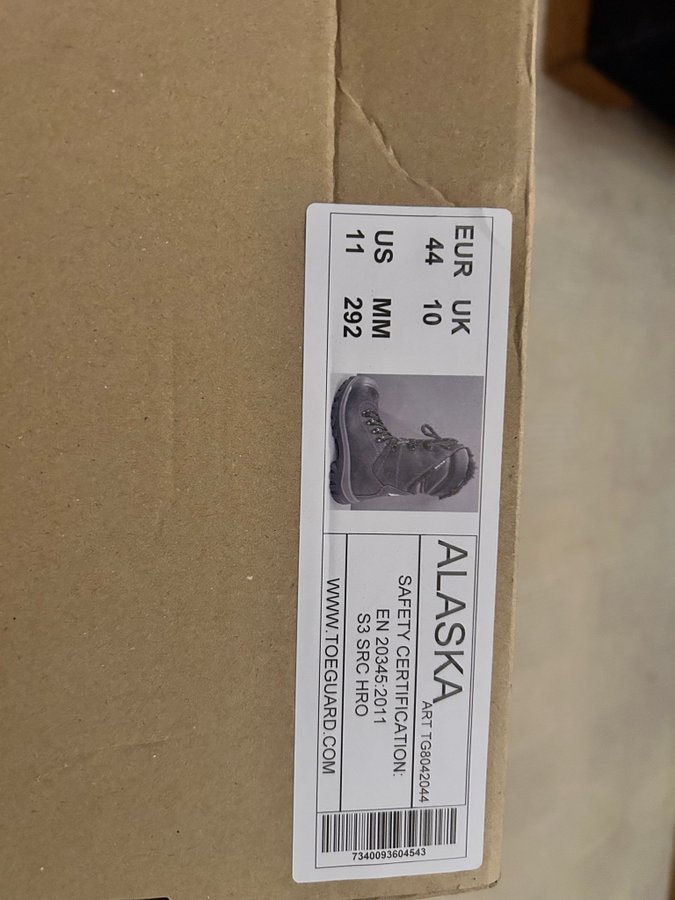 EUR UK
44 10
US MM
11 292
ALASKA
ART TG8042044
SAFETY CERTIFICATION:
EN 20345:2011
S3 SRC HRO
WWW.TOEGUARD.COM
7340093604543